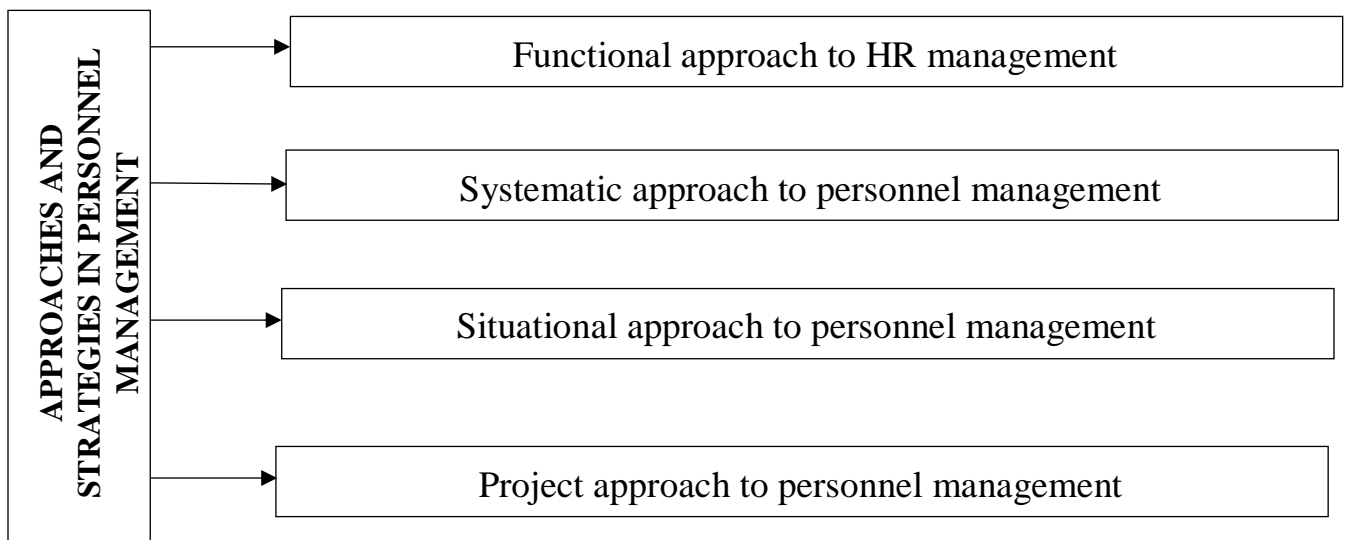 APPROACHES AND
STRATEGIES IN PERSONNEL
MANAGEMENT
Functional approach to HR management
Systematic approach to personnel management
Situational approach to personnel management
Project approach to personnel management